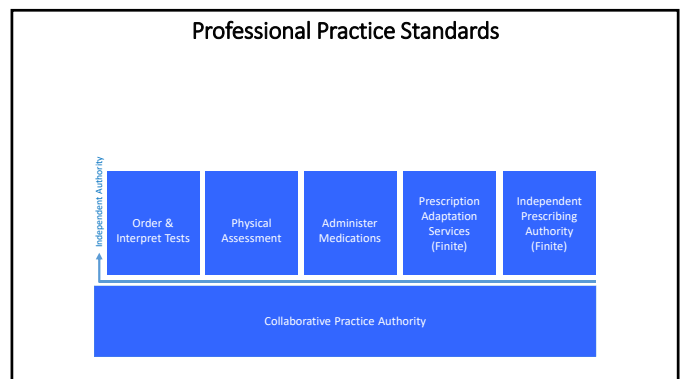 Professional Practice Standards
Independent Authority
Order &
Interpret Tests
Physical
Assessment
Administer
Medications
Prescription
Adaptation
Services
(Finite)
Independent
Prescribing
Authority
(Finite)
Collaborative Practice Authority